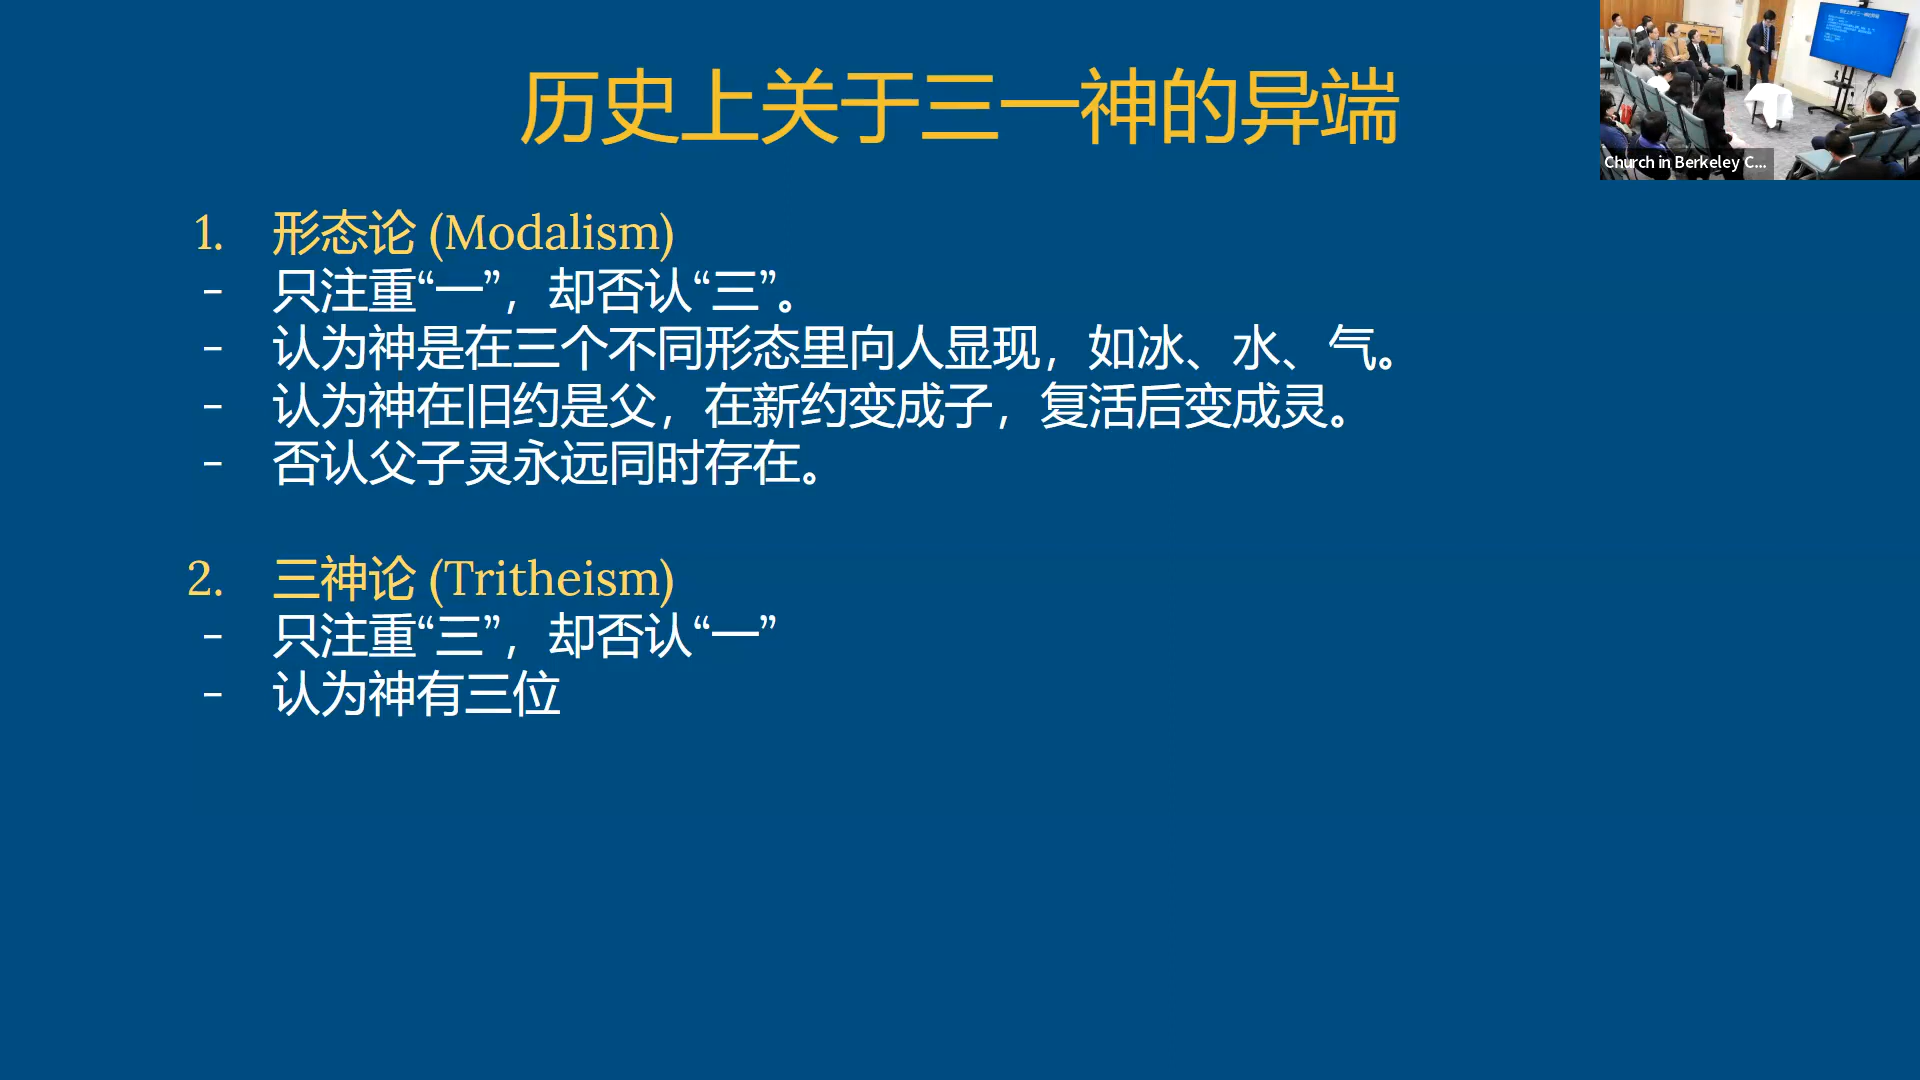 历史上关于三一神的异端
Church in Berkeley C...
1. 形态论 (Modalism)
- 只注重“一”，却否认“三”。
- 认为神是在三个不同形态里向人显现，如冰、水、气。
- 认为神在旧约是父，在新约变成子，复活后变成灵。
- 否认父子灵永远同时存在。
2. 三神论 (Tritheism)
- 只注重“三”，却否认“一”
- 认为神有三位